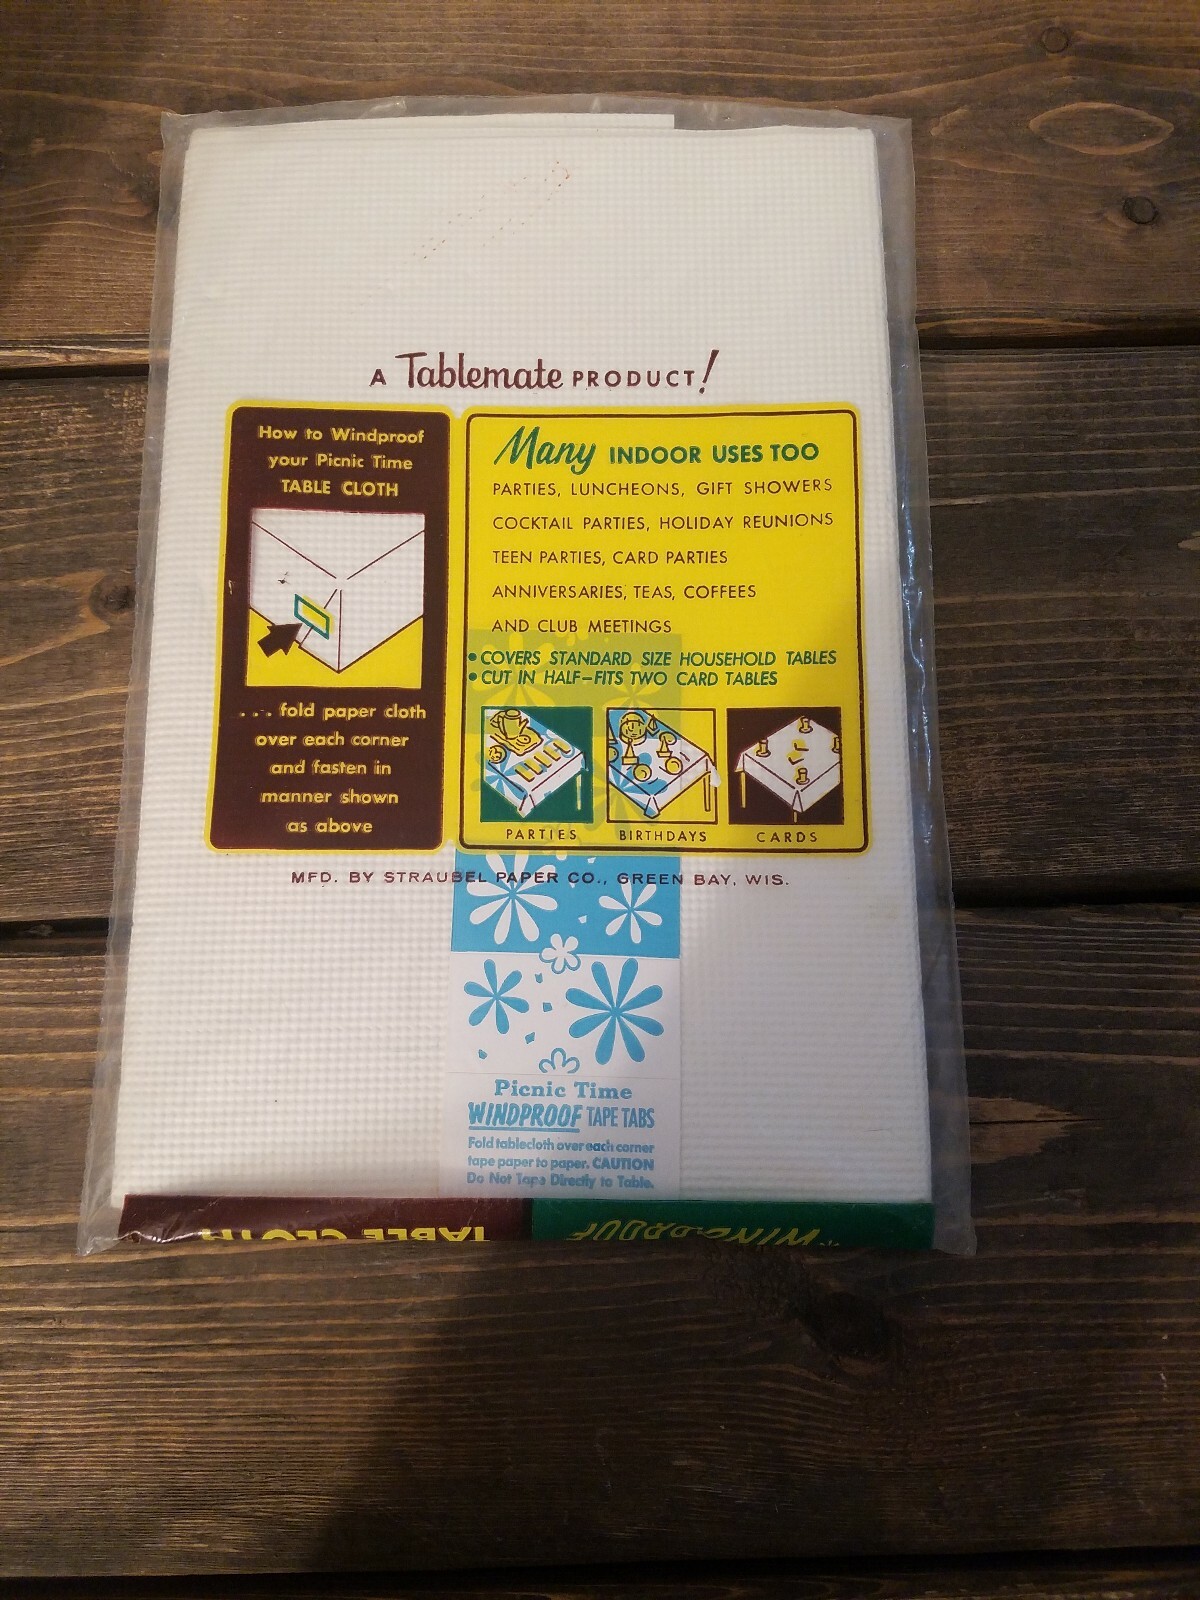 A Tablemate PRODUCT!
How to Windproof
your Picnic Time
TABLE CLOTH
... fold paper cloth
over each corner
and fasten in
manner shown
as above
Many INDOOR USES TOO
PARTIES, LUNCHEONS, GIFT SHOWERS
COCKTAIL PARTIES, HOLIDAY REUNIONS
TEEN PARTIES, CARD PARTIES
ANNIVERSARIES, TEAS, COFFEES
AND CLUB MEETINGS
• COVERS STANDARD SIZE HOUSEHOLD TABLES
• CUT IN HALF—FITS TWO CARD TABLES
PARTIES BIRTHDAYS CARDS
MFD. BY STRAUBEL PAPER CO., GREEN BAY, WIS.
Picnic Time
WINDPROOF TAPE TABS
Fold tablecloth over each corner
tape paper to paper. CAUTION
Do Not Tape Directly to Table.
*WINDPROOF TABLE CLOTH